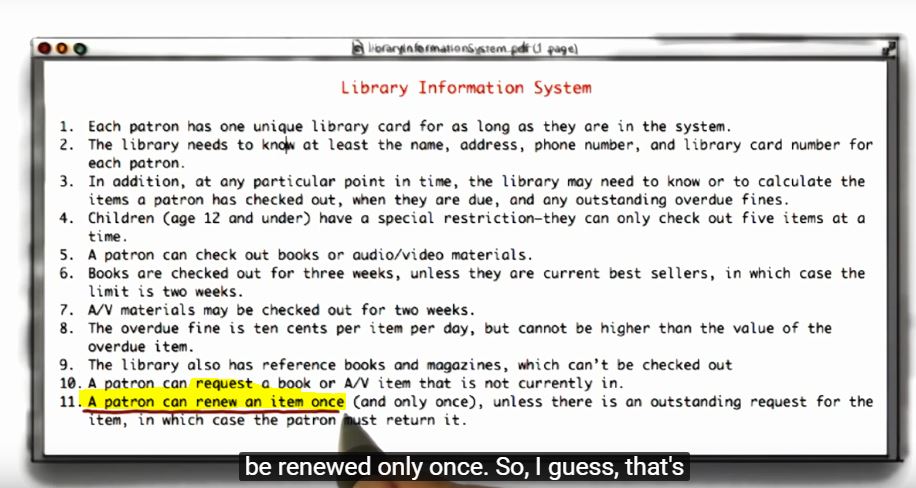 libraryinformationSystem.pdf (1 page)
Library Information System
1. Each patron has one unique library card for as long as they are in the system.
2. The library needs to know at least the name, address, phone number, and library card number for
each patron.
3. In addition, at any particular point in time, the library may need to know or to calculate the
items a patron has checked out, when they are due, and any outstanding overdue fines.
4. Children (age 12 and under) have a special restriction—they can only check out five items at a
time.
5. A patron can check out books or audio/video materials.
6. Books are checked out for three weeks, unless they are current best sellers, in which case the
limit is two weeks.
7. A/V materials may be checked out for two weeks.
8. The overdue fine is ten cents per item per day, but cannot be higher than the value of the
overdue item.
9. The library also has reference books and magazines, which can't be checked out
10. A patron can request a book or A/V item that is not currently in.
11. A patron can renew an item once (and only once), unless there is an outstanding request for the
item, in which case the patron must return it.
be renewed only once. So, I guess, that's